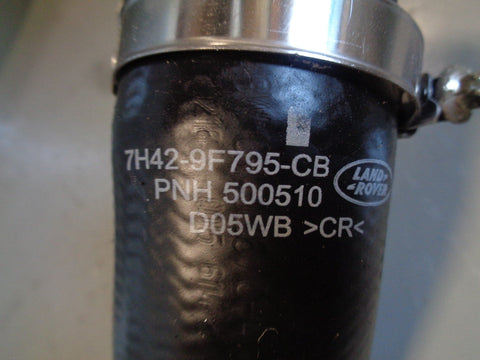 7H42-9F795-CB
LAND
ROVER
PNH 500510
D05WB >CR<